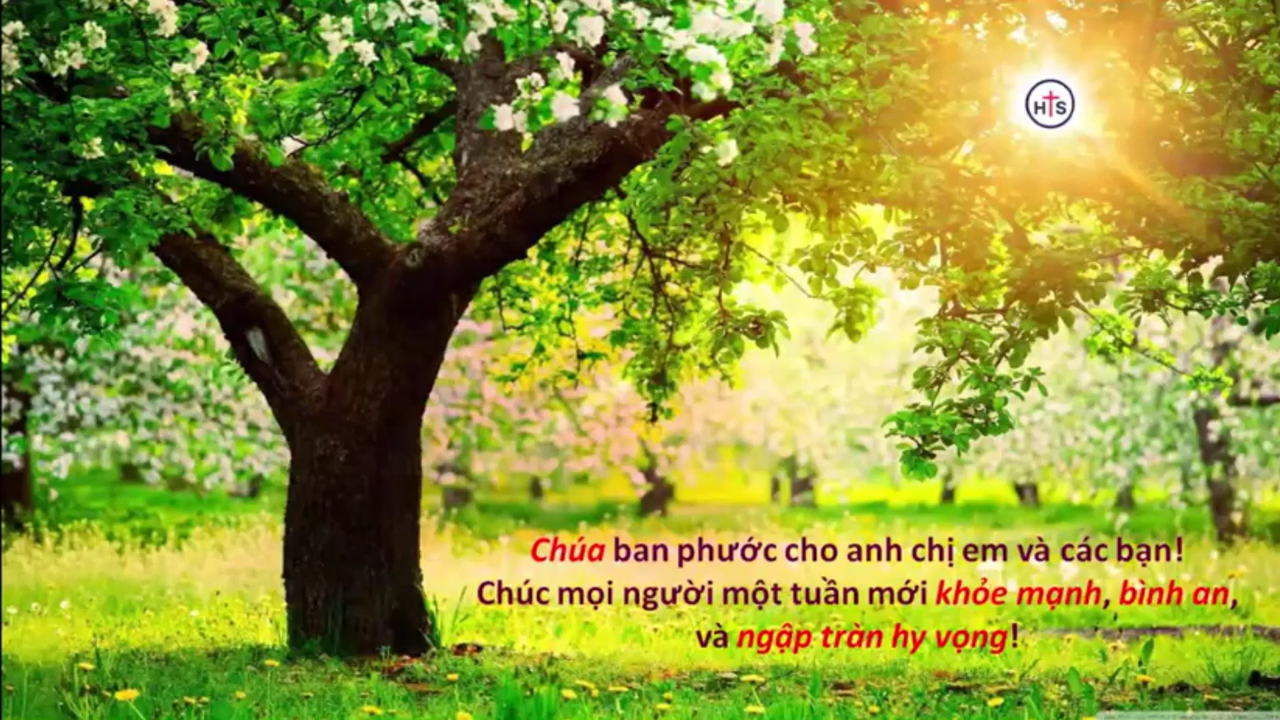 H†S
Chúa ban phước cho anh chị em và các bạn!
Chúc mọi người một tuần mới khỏe mạnh, bình an,
và ngập tràn hy vọng!